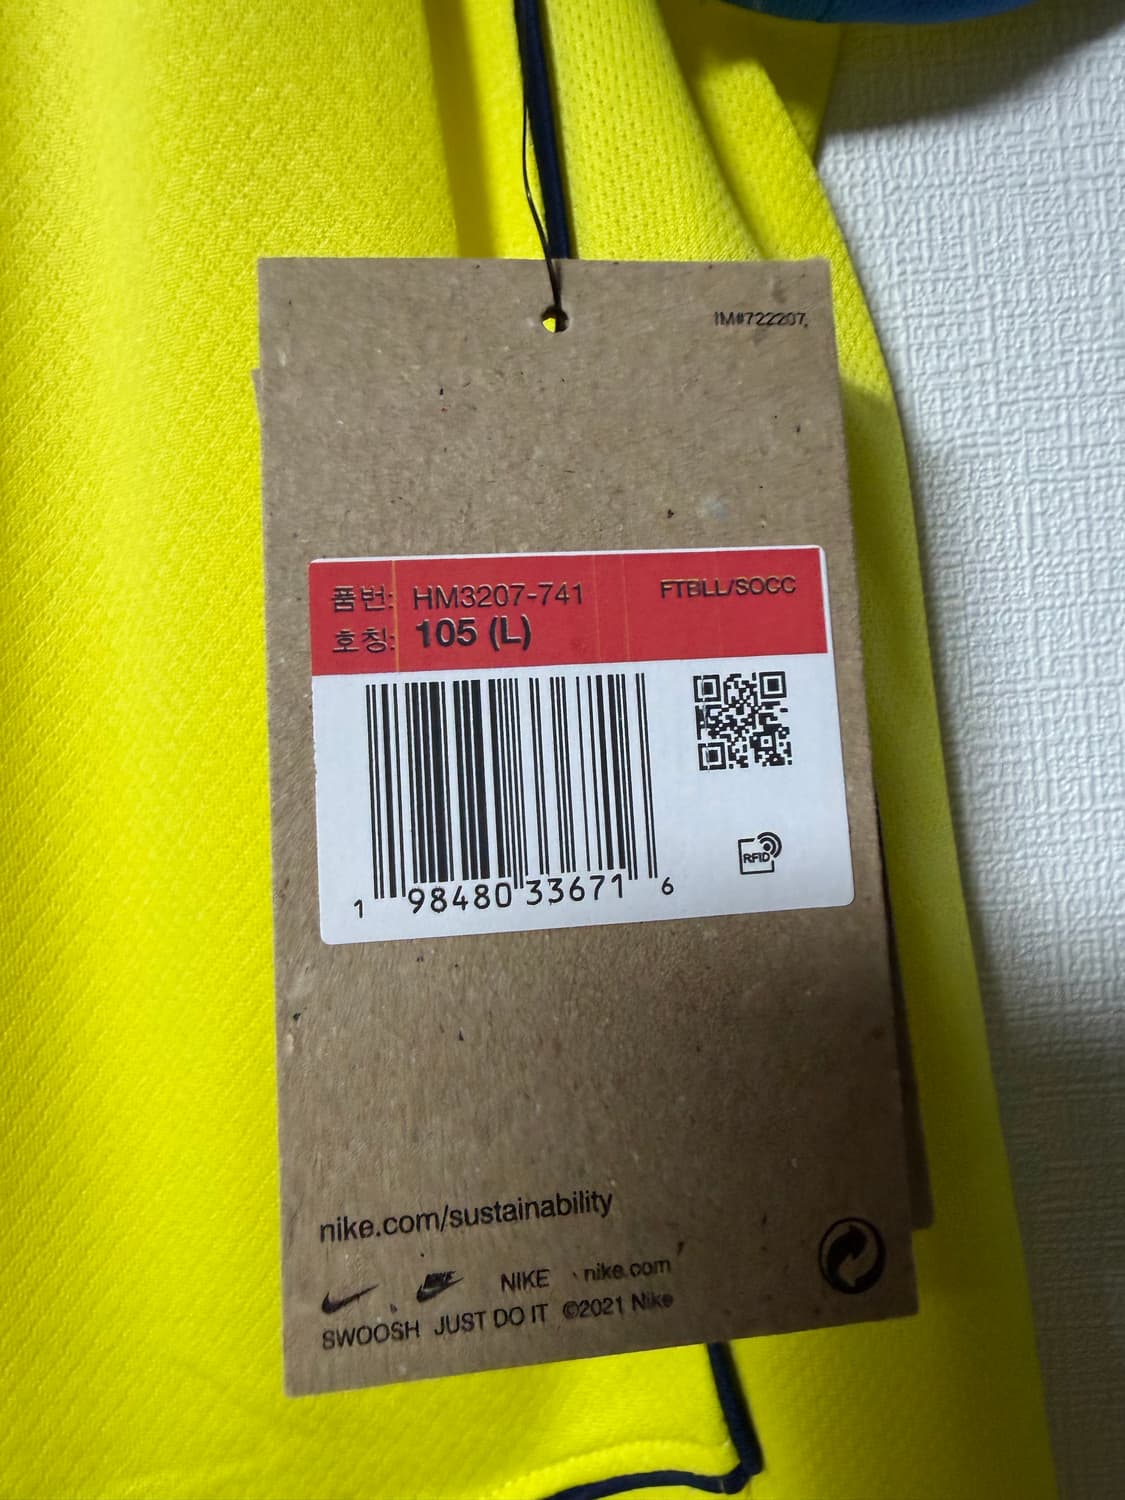 IM#722207
품번: HM3207-741 FTBLL/SOCC
호칭: 105 (L)
RFID
1 98480 33671 6
nike.com/sustainability
NIKE NIKE nike.com
SWOOSH JUST DO IT ©2021 Nike